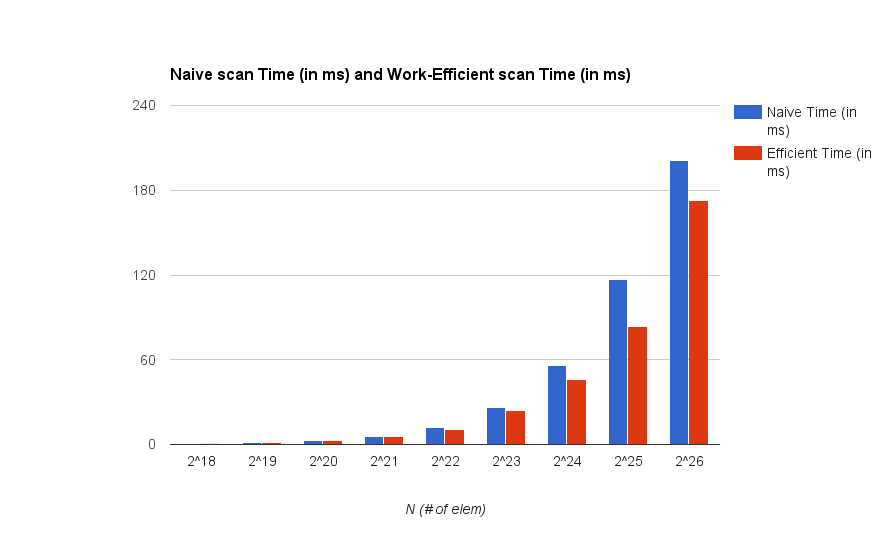 Naive scan Time (in ms) and Work-Efficient scan Time (in ms)
240
180
120
60
0
Naive Time (in
ms)
Efficient Time (in
ms)
2^18 2^19 2^20 2^21 2^22 2^23 2^24 2^25 2^26
N (# of elem)